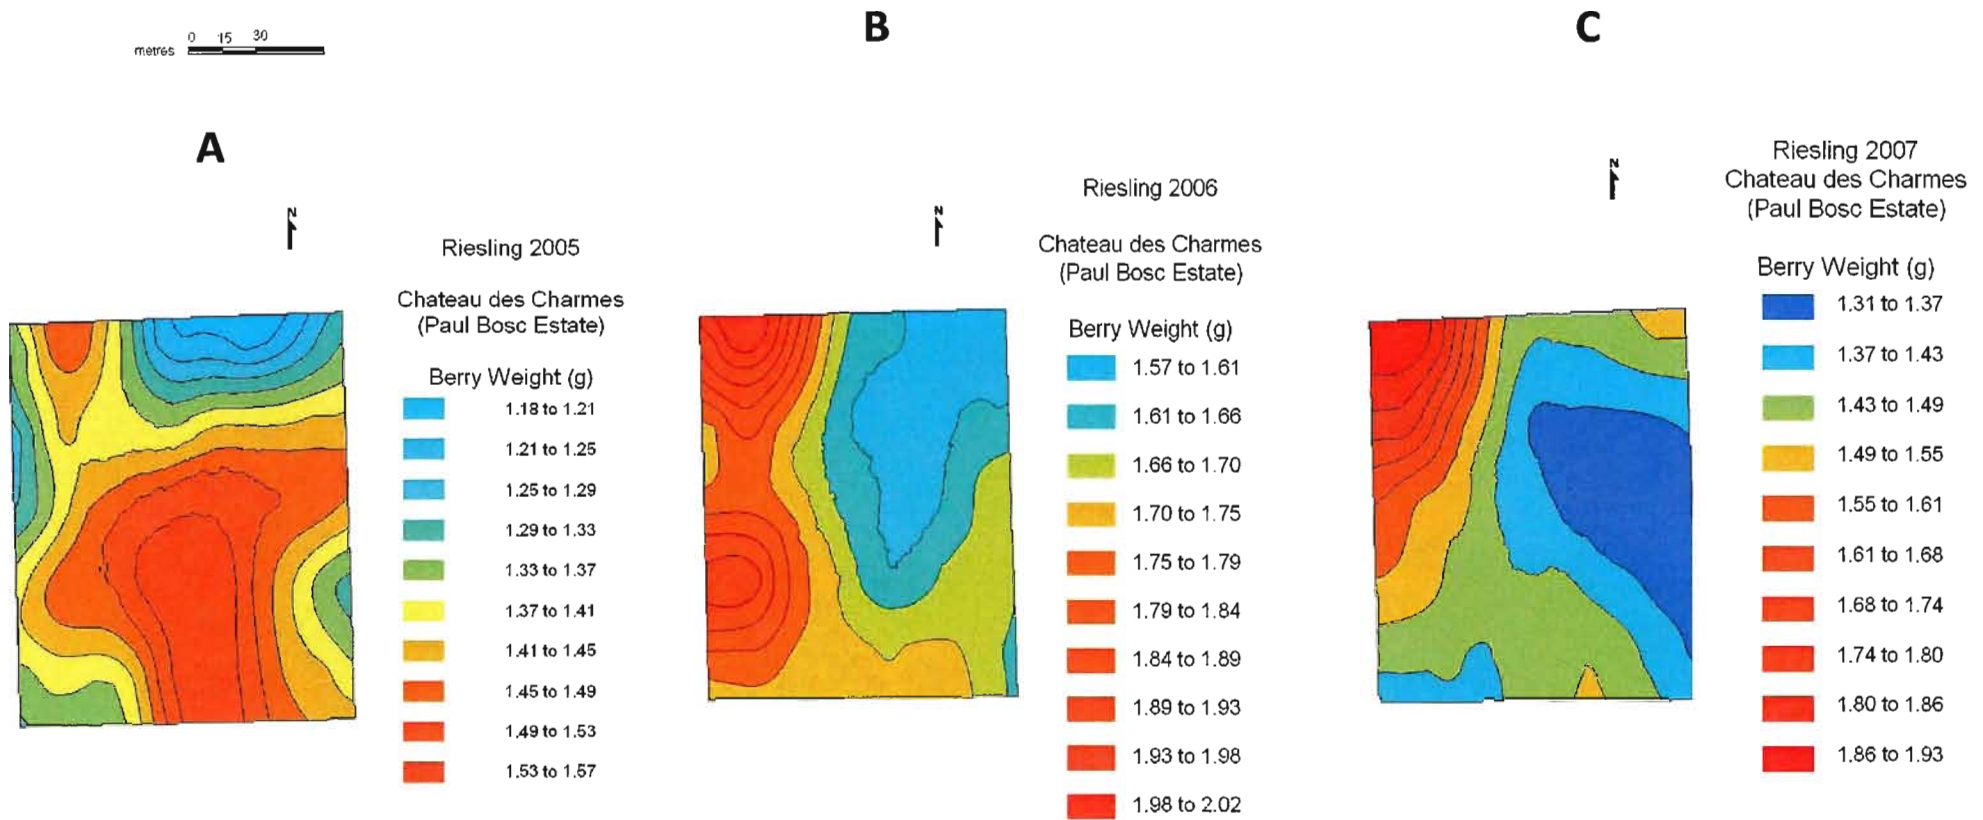 metres 0 15 30
A
N
Riesling 2005
Chateau des Charmes
(Paul Bosc Estate)
Berry Weight (g)
1.18 to 1.21
1.21 to 1.25
1.25 to 1.29
1.29 to 1.33
1.33 to 1.37
1.37 to 1.41
1.41 to 1.45
1.45 to 1.49
1.49 to 1.53
1.53 to 1.57
B
N
Riesling 2006
Chateau des Charmes
(Paul Bosc Estate)
Berry Weight (g)
1.57 to 1.61
1.61 to 1.66
1.66 to 1.70
1.70 to 1.75
1.75 to 1.79
1.79 to 1.84
1.84 to 1.89
1.89 to 1.93
1.93 to 1.98
1.98 to 2.02
C
N
Riesling 2007
Chateau des Charmes
(Paul Bosc Estate)
Berry Weight (g)
1.31 to 1.37
1.37 to 1.43
1.43 to 1.49
1.49 to 1.55
1.55 to 1.61
1.61 to 1.68
1.68 to 1.74
1.74 to 1.80
1.80 to 1.86
1.86 to 1.93